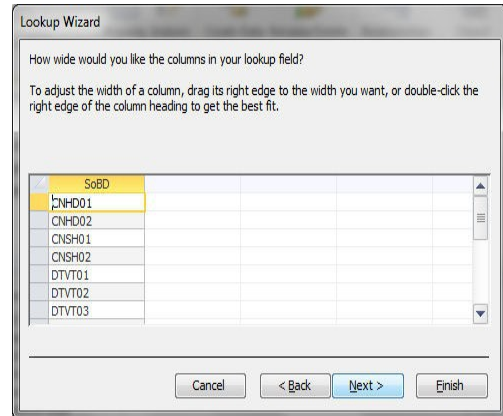 Lookup Wizard
How wide would you like the columns in your lookup field?
To adjust the width of a column, drag its right edge to the width you want, or double-click the
right edge of the column heading to get the best fit.
SoBD
CNHD01
CNHD02
CNSH01
CNSH02
DTVT01
DTVT02
DTVT03
Cancel < Back Next > Finish